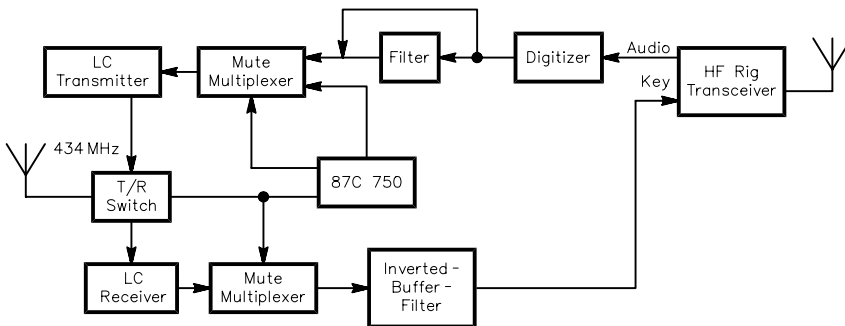 LC
Transmitter
Mute
Multiplexer
Filter
Digitizer
Audio
Key
HF Rig
Transceiver
434 MHz
T/R
Switch
87C 750
LC
Receiver
Mute
Multiplexer
Inverted-
Buffer-
Filter